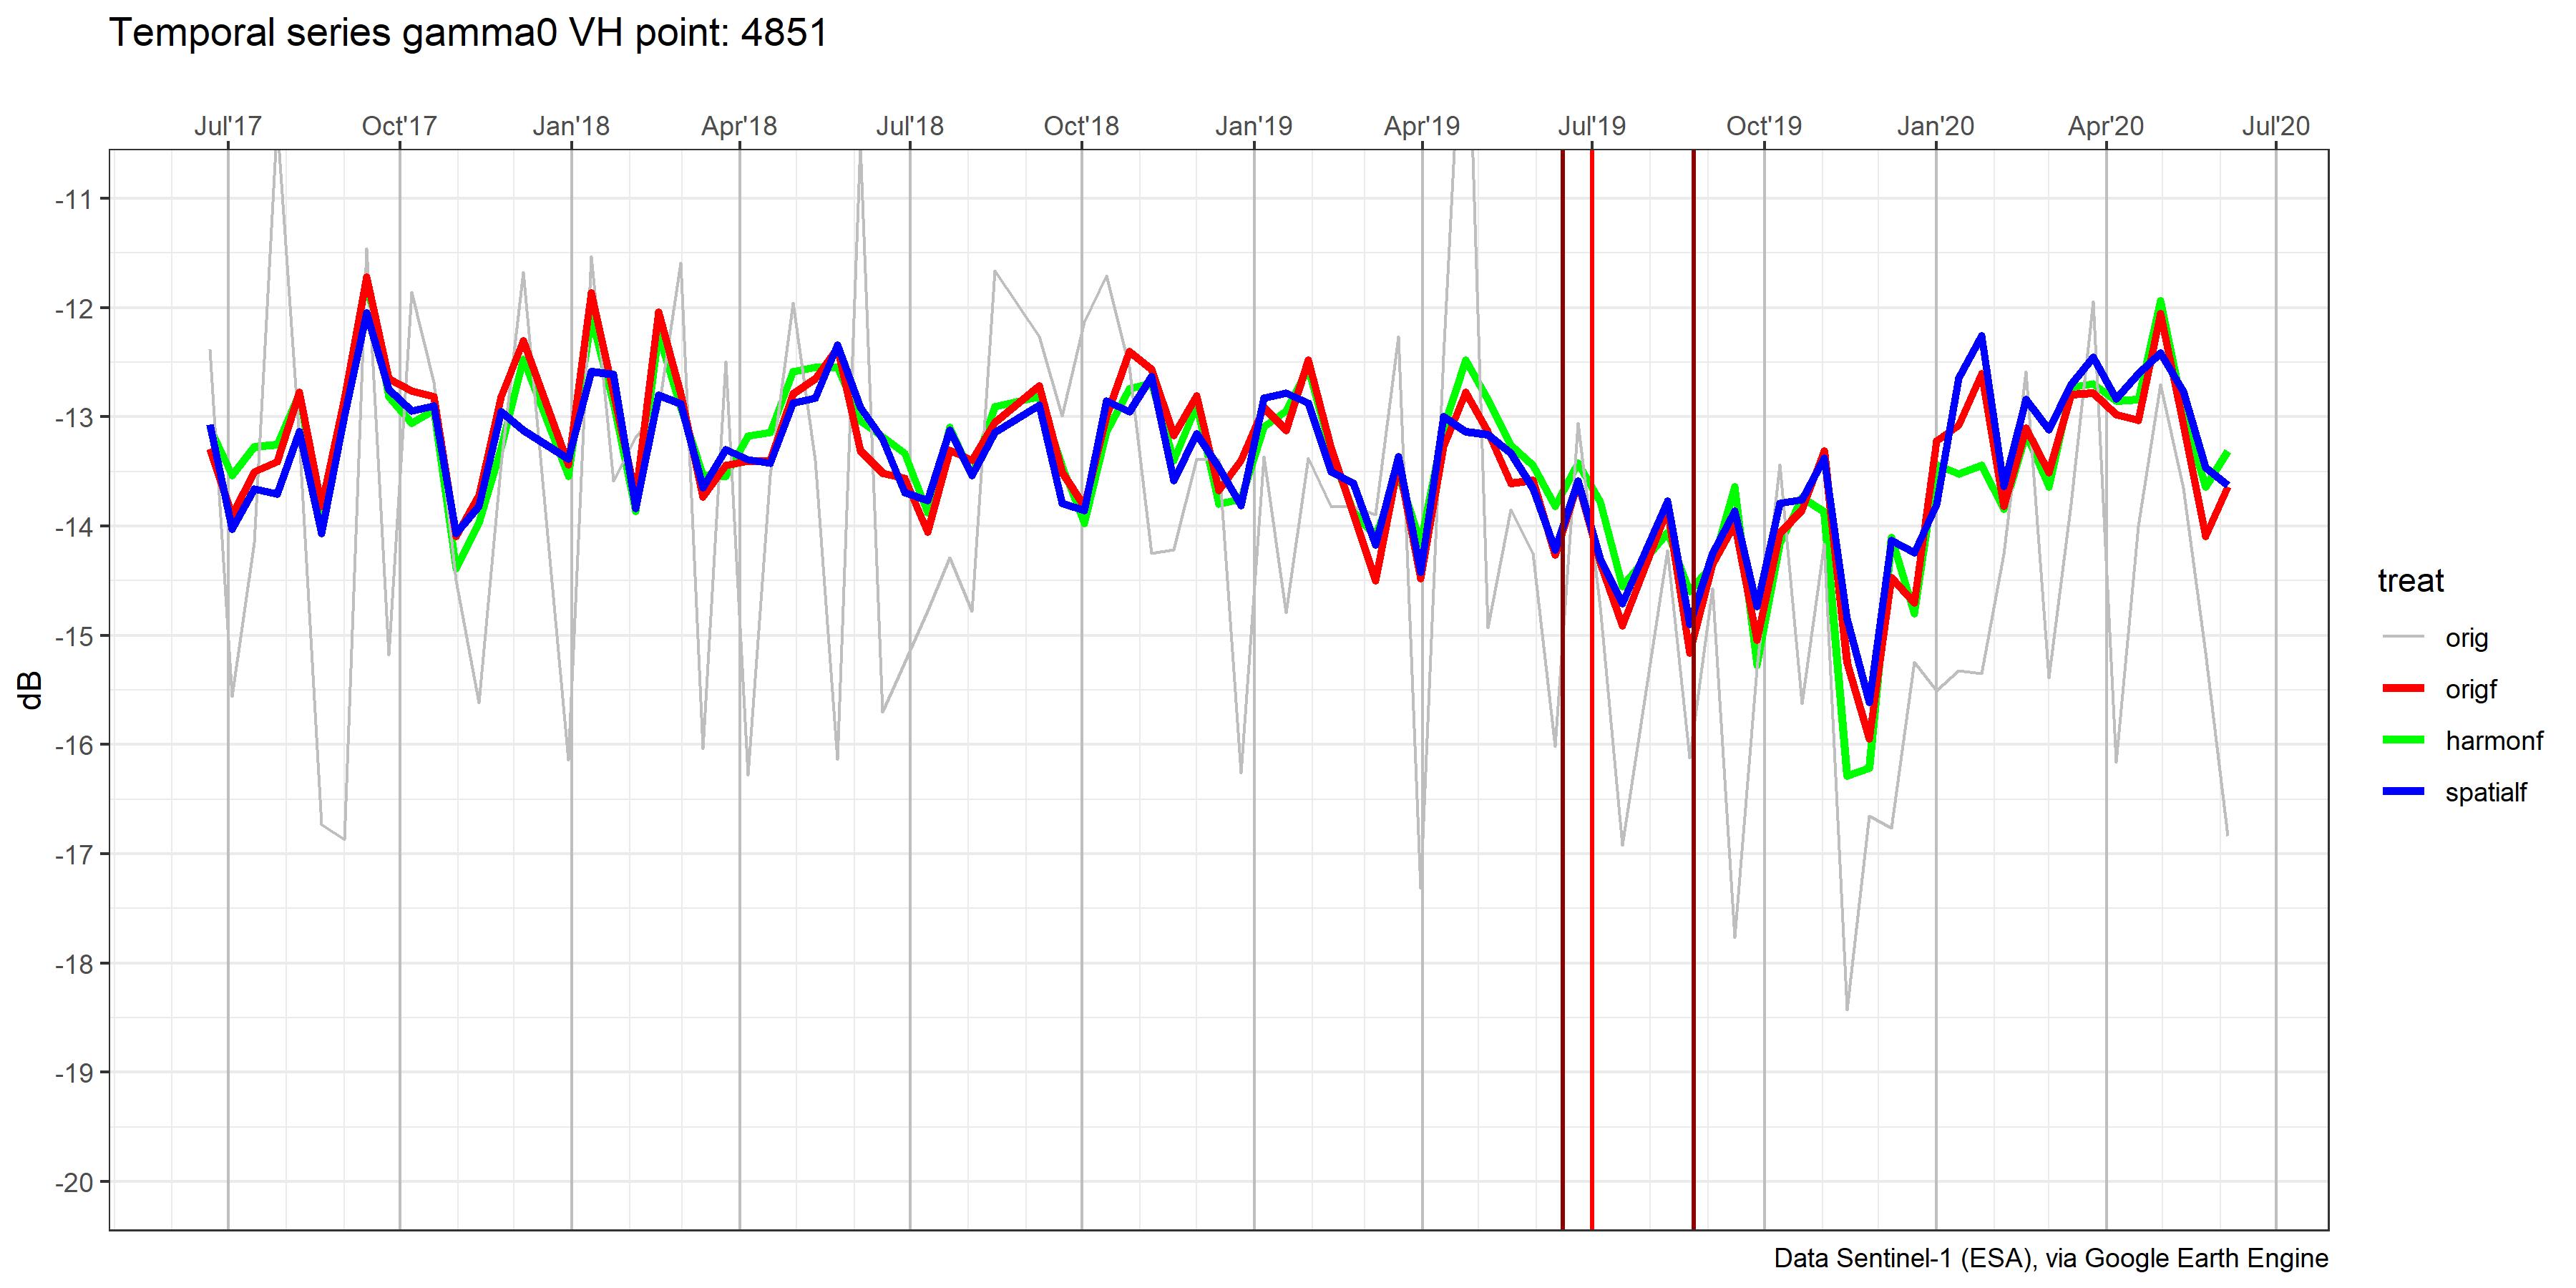 Temporal series gamma0 VH point: 4851
Jul'17 Oct'17 Jan'18 Apr'18 Jul'18 Oct'18 Jan'19 Apr'19 Jul'19 Oct'19 Jan'20 Apr'20 Jul'20
-11
-12
-13
-14
-15
-16
-17
-18
-19
-20
dB
treat
orig
origf
harmonf
spatialf
Data Sentinel-1 (ESA), via Google Earth Engine